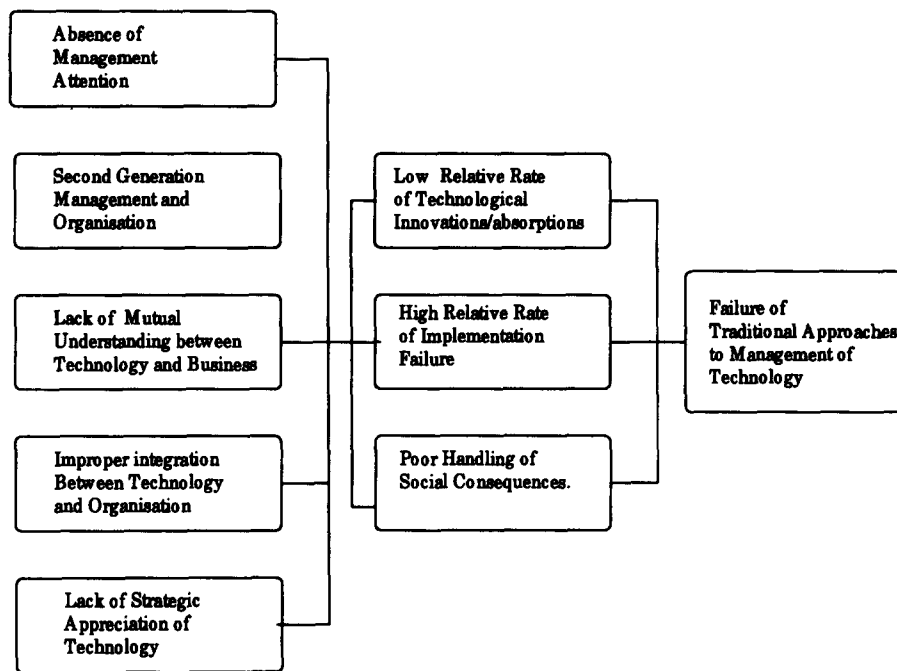 Absence of
Management
Attention
Second Generation
Management and
Organisation
Lack of Mutual
Understanding between
Technology and Business
Improper integration
Between Technology
and Organisation
Lack of Strategic
Appreciation of
Technology
Low Relative Rate
of Technological
Innovations/absorptions
High Relative Rate
of Implementation
Failure
Poor Handling of
Social Consequences.
Failure of
Traditional Approaches
to Management of
Technology